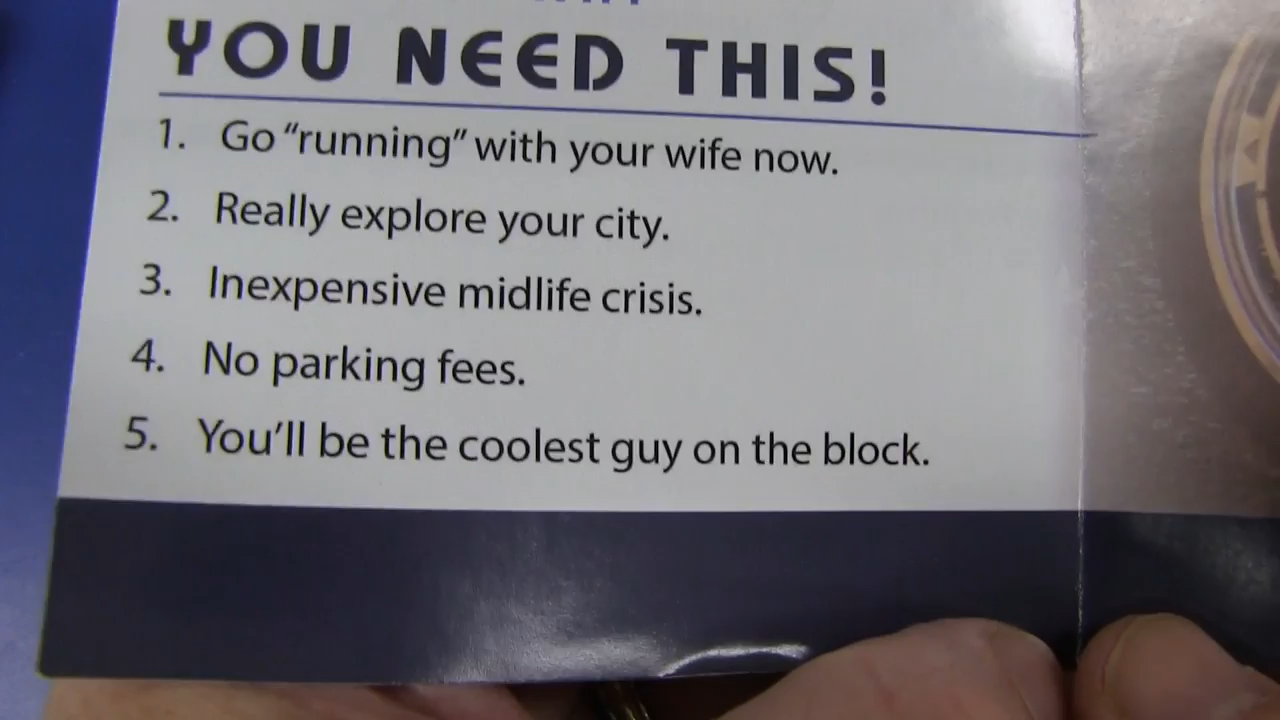 YOU NEED THIS!
1. Go “running” with your wife now.
2. Really explore your city.
3. Inexpensive midlife crisis.
4. No parking fees.
5. You’ll be the coolest guy on the block.